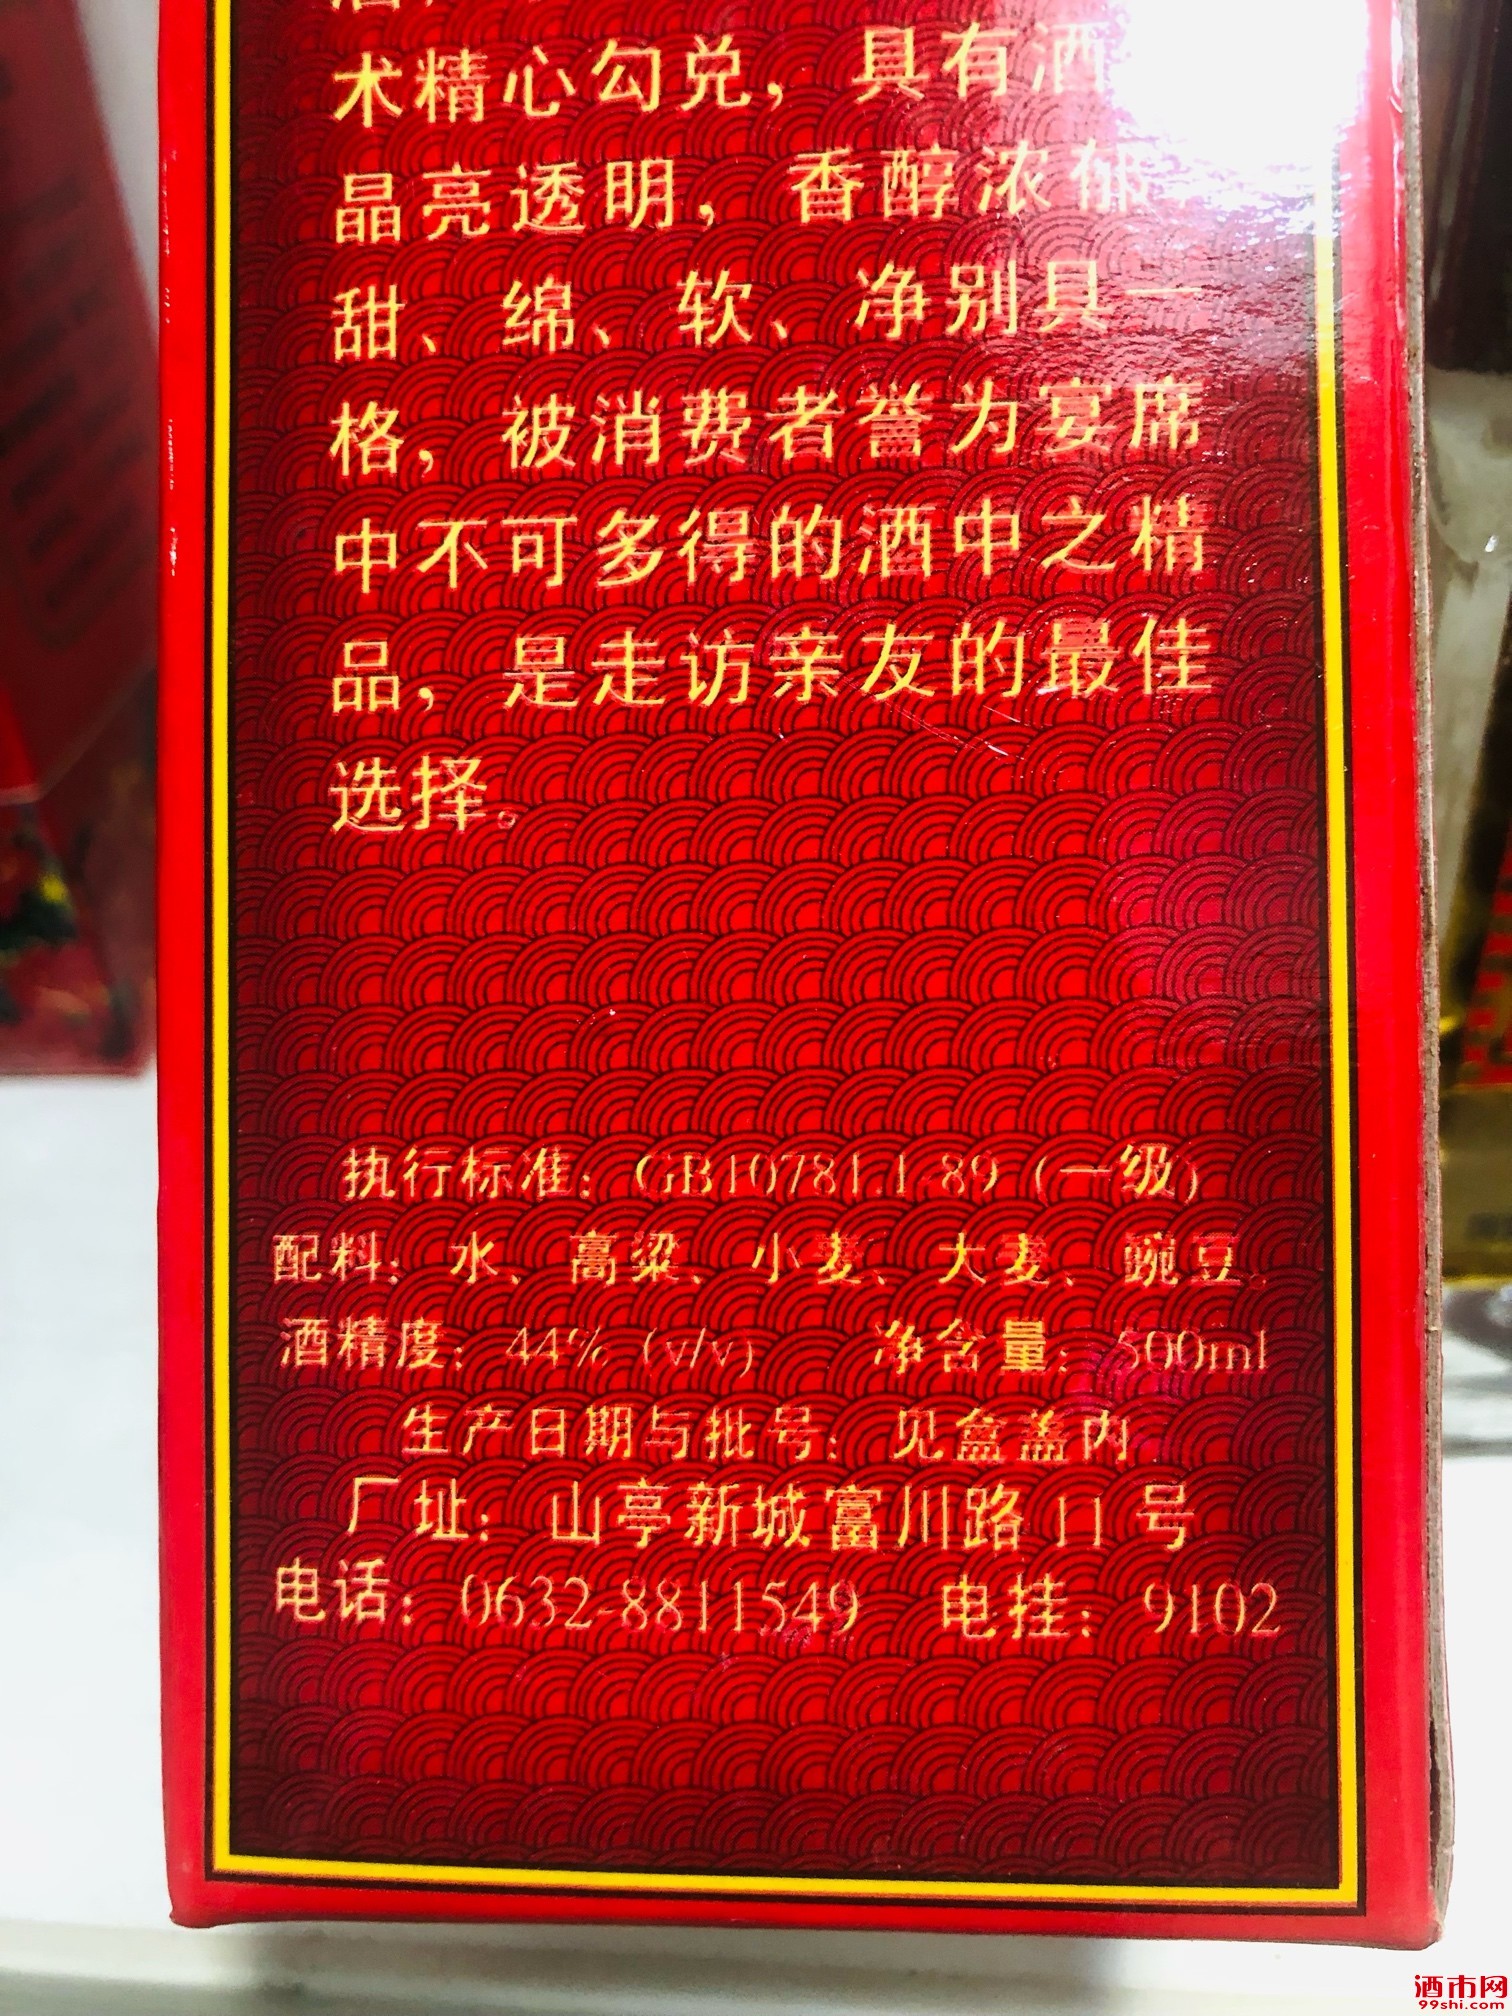 术精心勾兑，具有酒
晶亮透明，香醇浓郁
甜、绵、软、净别具一
格，被消费者誉为宴席
中不可多得的酒中之精
品，是走访亲友的最佳
选择。
执行标准：GB10781.1-89（一级）
配料：水、高粱、小麦、大麦、豌豆。
酒精度：44%（v/v） 净含量：500ml
生产日期与批号：见盒盖内
厂址：山亭新城富川路11号
电话：0632-8811549 电挂：9102
酒市网
99shi.com